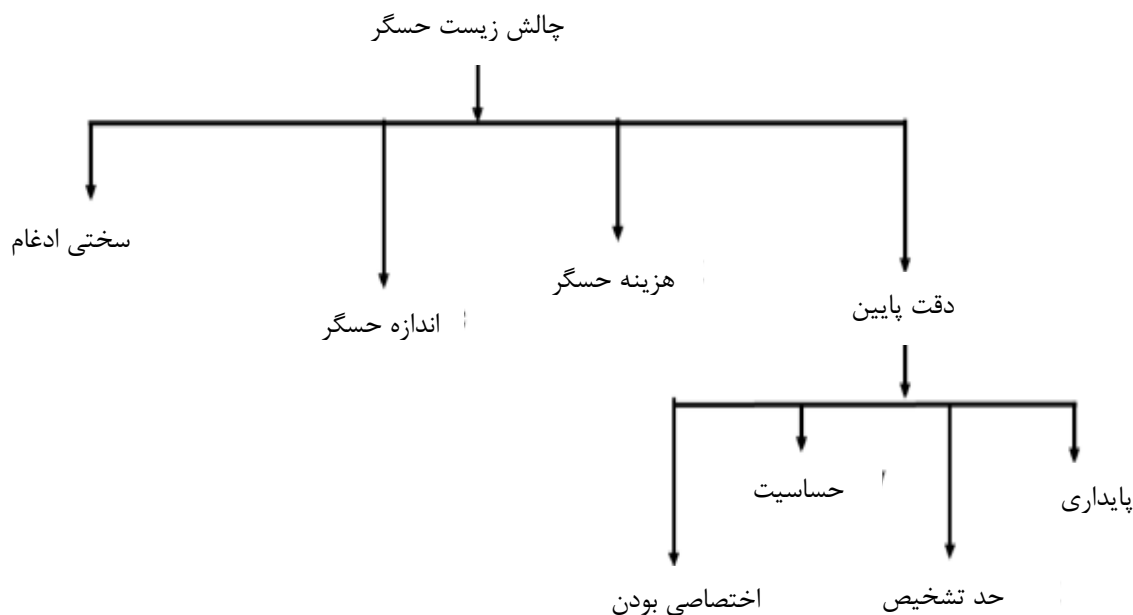 چالش زیست حسگر
سختی ادغام
هزینه حسگر
اندازه حسگر
دقت پایین
حساسیت
پایداری
اختصاصی بودن
حد تشخیص